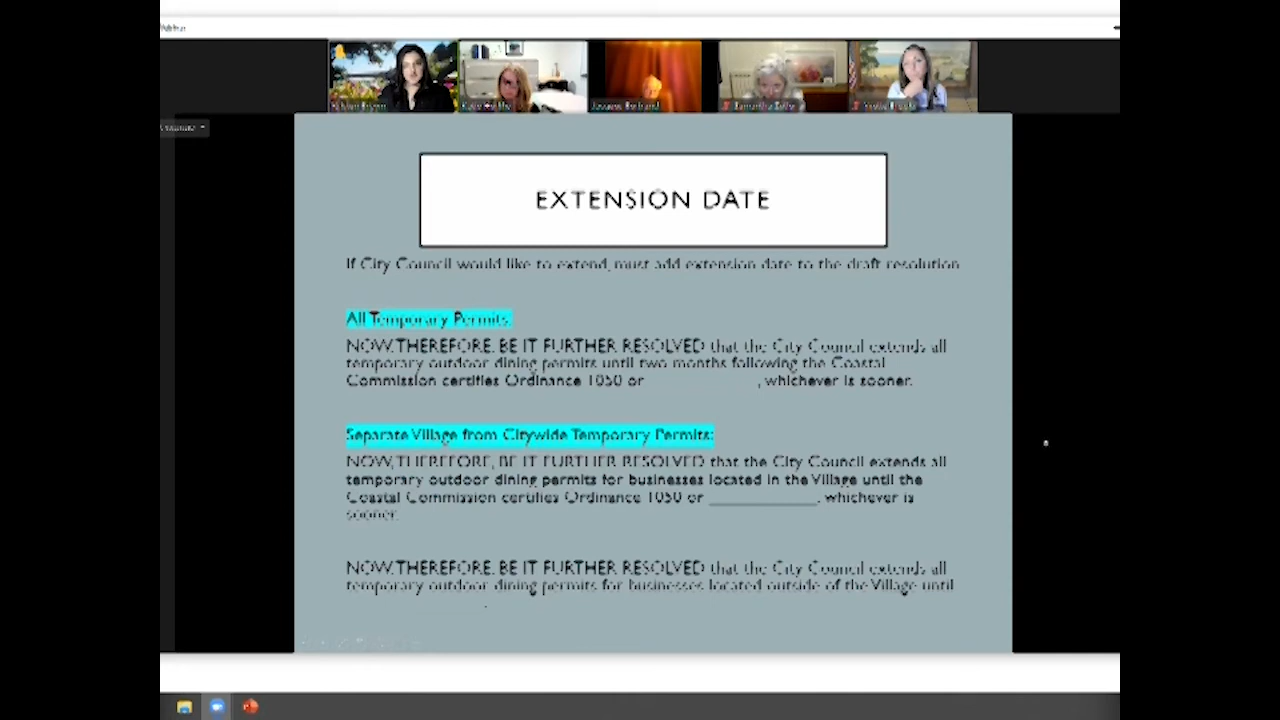 EXTENSION DATE
If City Council would like to extend, must add extension date to the draft resolution
All Temporary Permits:
NOW, THEREFORE, BE IT FURTHER RESOLVED that the City Council extends all
temporary outdoor dining permits until two months following the Coastal
Commission certifies Ordinance 1050 or ____________, whichever is sooner.
Separate Village from Citywide Temporary Permits:
NOW, THEREFORE, BE IT FURTHER RESOLVED that the City Council extends all
temporary outdoor dining permits for businesses located in the Village until the
Coastal Commission certifies Ordinance 1050 or ____________, whichever is
sooner.
NOW, THEREFORE, BE IT FURTHER RESOLVED that the City Council extends all
temporary outdoor dining permits for businesses located outside of the Village until
____________.